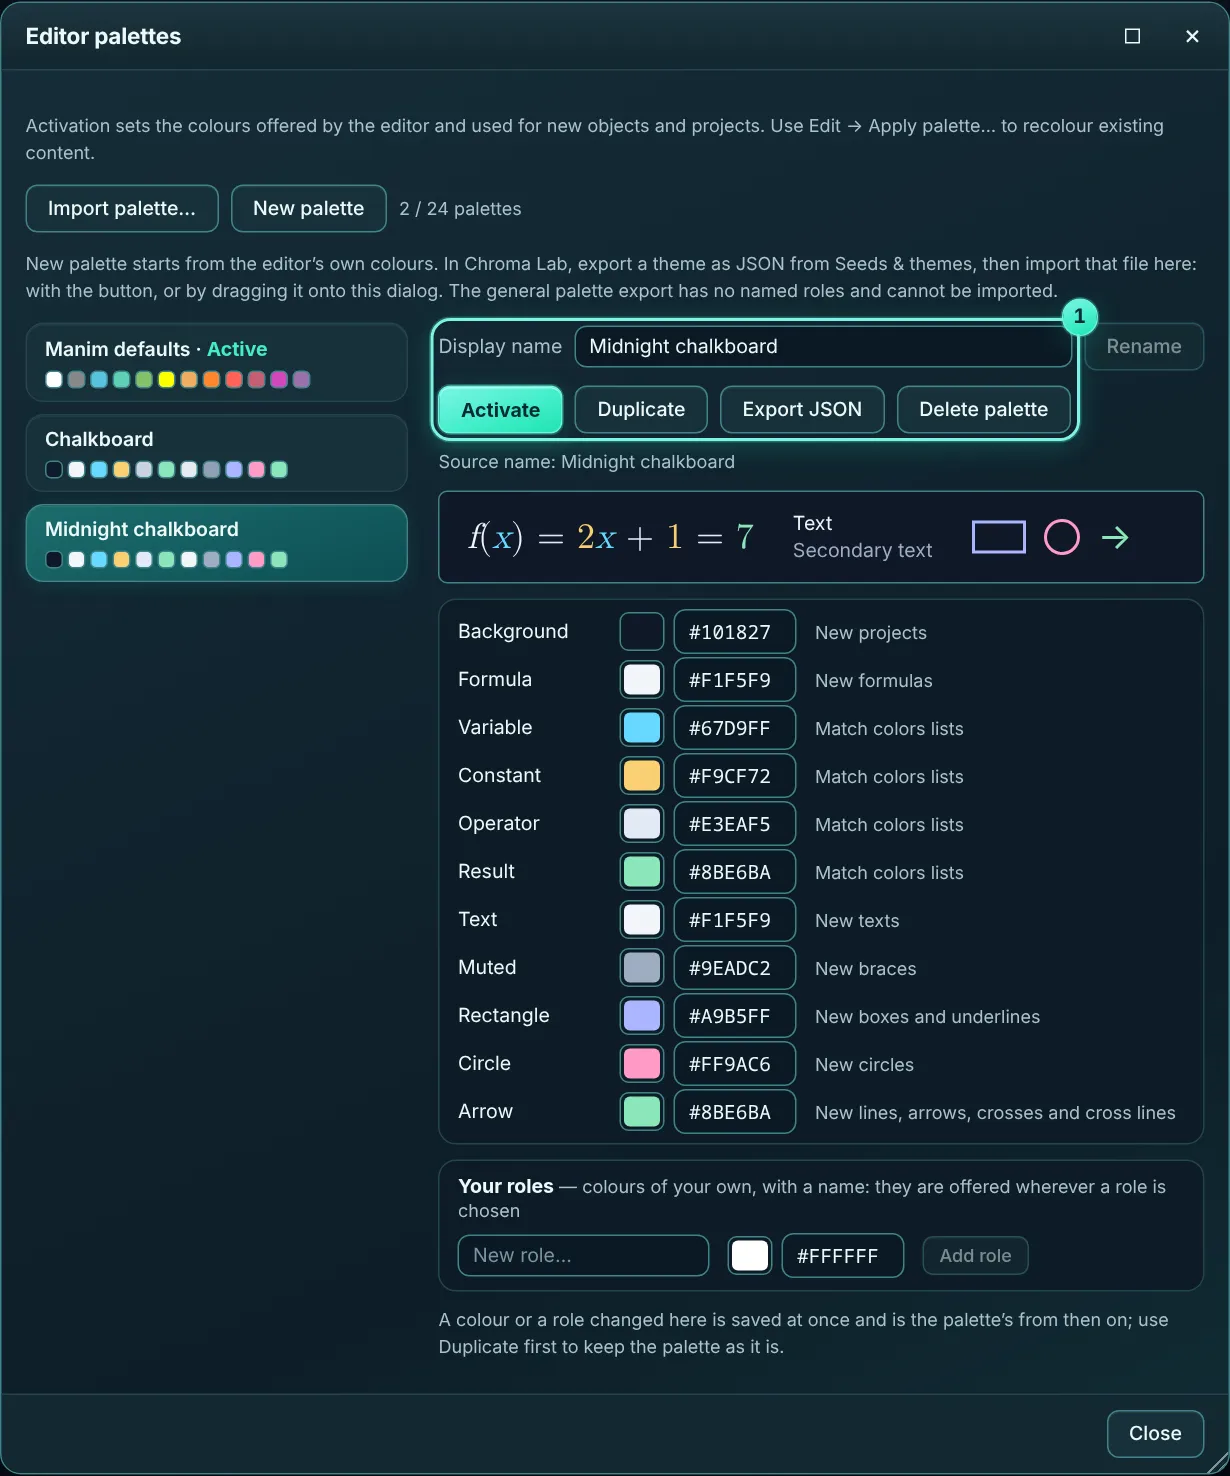 Editor palettes
Activation sets the colours offered by the editor and used for new objects and projects. Use Edit → Apply palette... to recolour existing
content.
Import palette...
New palette
2 / 24 palettes
New palette starts from the editor's own colours. In Chroma Lab, export a theme as JSON from Seeds & themes, then import that file here:
with the button, or by dragging it onto this dialog. The general palette export has no named roles and cannot be imported.
Manim defaults · Active
Chalkboard
Midnight chalkboard
1
Display name
Midnight chalkboard
Rename
Activate
Duplicate
Export JSON
Delete palette
Source name: Midnight chalkboard
f(x) = 2x + 1 = 7
Text
Secondary text
Background #101827 New projects
Formula #F1F5F9 New formulas
Variable #67D9FF Match colors lists
Constant #F9CF72 Match colors lists
Operator #E3EAF5 Match colors lists
Result #8BE6BA Match colors lists
Text #F1F5F9 New texts
Muted #9EADC2 New braces
Rectangle #A9B5FF New boxes and underlines
Circle #FF9AC6 New circles
Arrow #8BE6BA New lines, arrows, crosses and cross lines
Your roles — colours of your own, with a name: they are offered wherever a role is
chosen
New role...
#FFFFFF
Add role
A colour or a role changed here is saved at once and is the palette's from then on; use
Duplicate first to keep the palette as it is.
Close